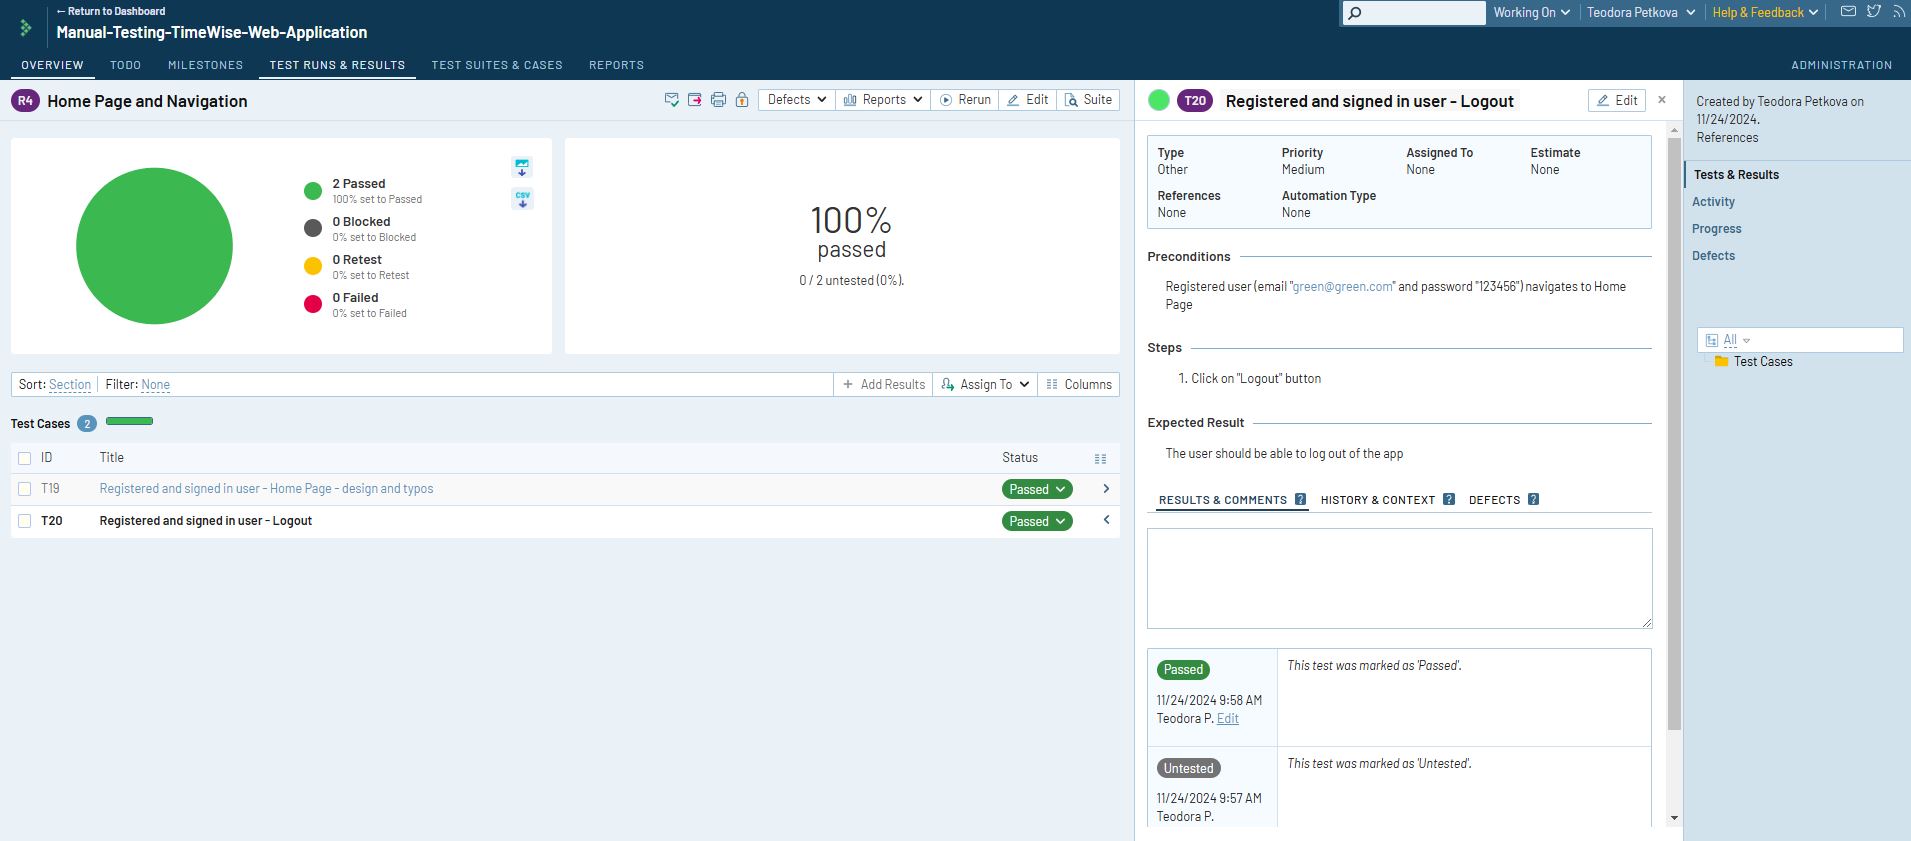 ← Return to Dashboard
Manual-Testing-TimeWise-Web-Application
Working On
Teodora Petkova
Help & Feedback
OVERVIEW
TODO
MILESTONES
TEST RUNS & RESULTS
TEST SUITES & CASES
REPORTS
ADMINISTRATION
R4 Home Page and Navigation
Defects
Reports
Rerun
Edit
Suite
2 Passed
100% set to Passed
0 Blocked
0% set to Blocked
0 Retest
0% set to Retest
0 Failed
0% set to Failed
CSV
100%
passed
0 / 2 untested (0%).
Sort: Section Filter: None
+ Add Results
Assign To
Columns
Test Cases 2
ID Title Status
T19 Registered and signed in user - Home Page - design and typos Passed
T20 Registered and signed in user - Logout Passed
T20 Registered and signed in user - Logout
Edit
×
Type Priority Assigned To Estimate
Other Medium None None
References Automation Type
None None
Preconditions
Registered user (email "green@green.com" and password "123456") navigates to Home
Page
Steps
1. Click on "Logout" button
Expected Result
The user should be able to log out of the app
RESULTS & COMMENTS ? HISTORY & CONTEXT ? DEFECTS ?
Passed
11/24/2024 9:58 AM
Teodora P. Edit
This test was marked as 'Passed'.
Untested
11/24/2024 9:57 AM
Teodora P.
This test was marked as 'Untested'.
Created by Teodora Petkova on
11/24/2024.
References
Tests & Results
Activity
Progress
Defects
All
Test Cases